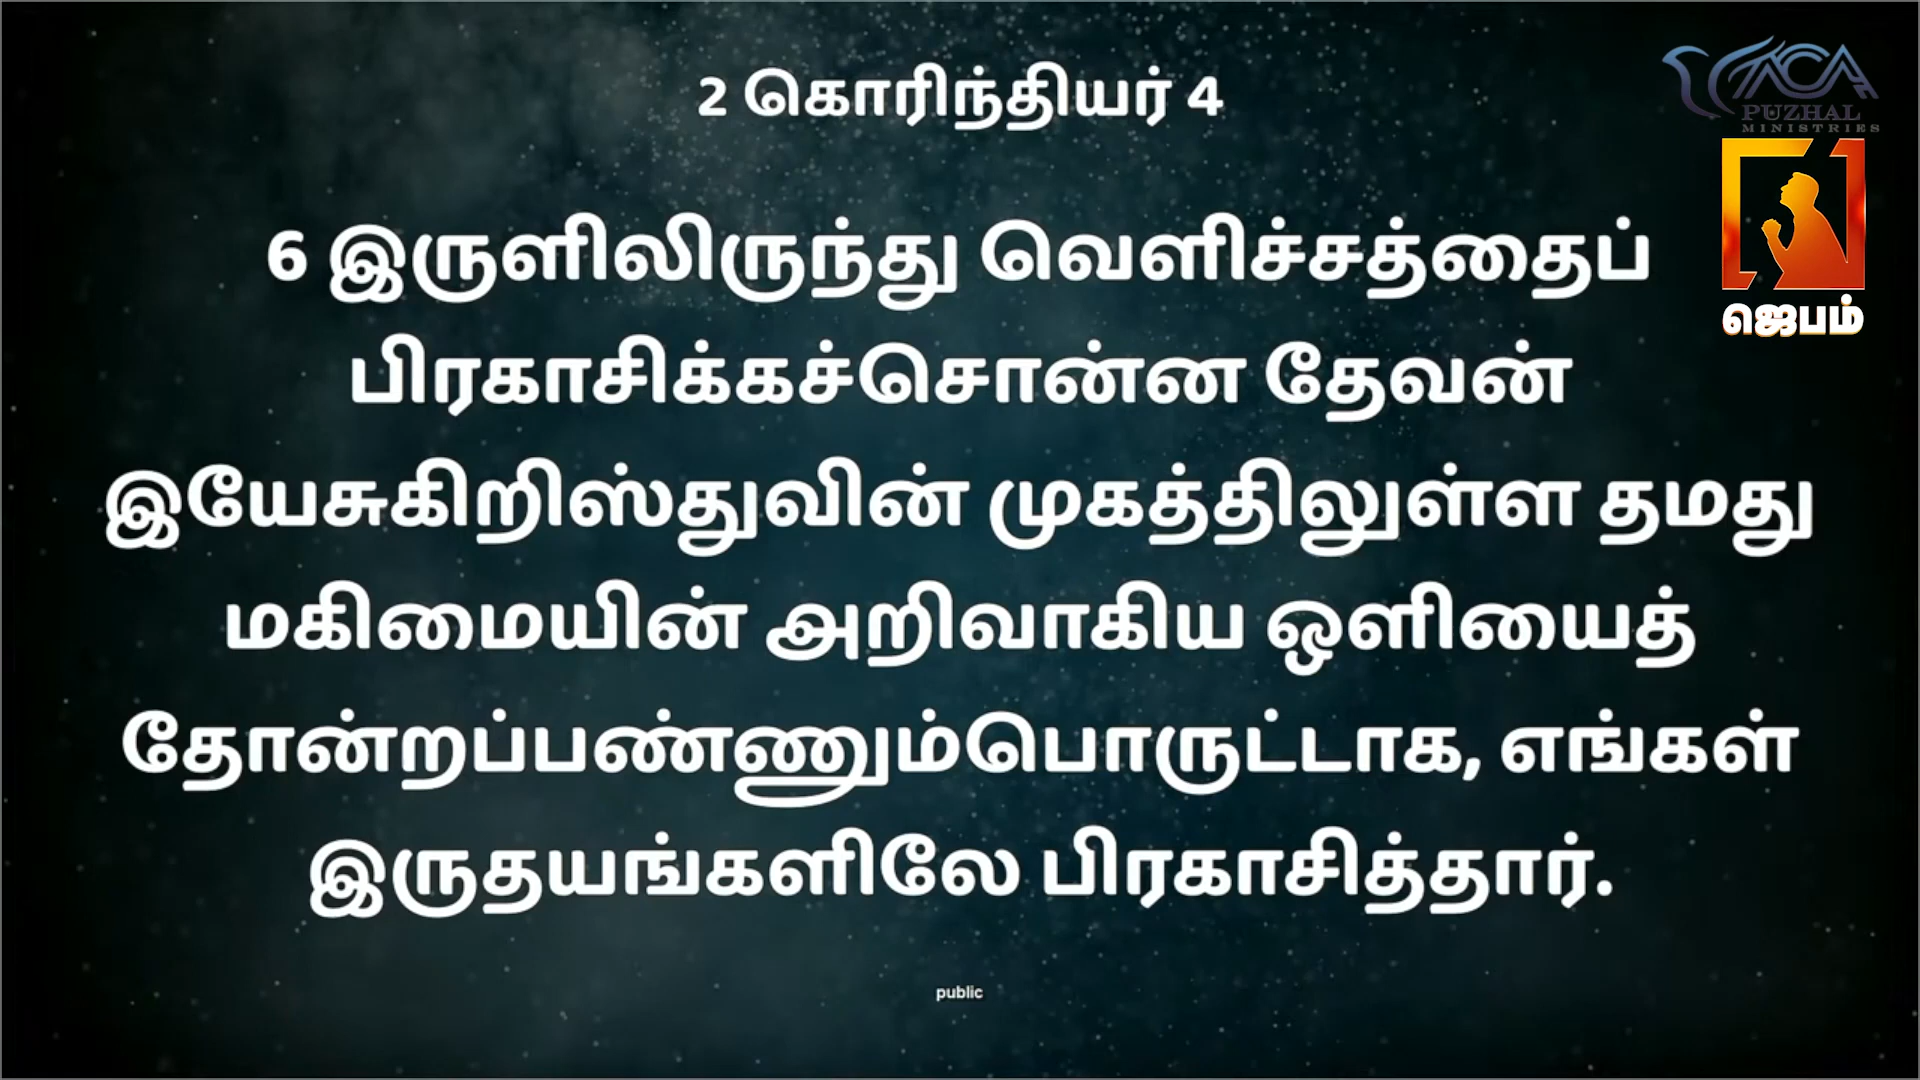 2 கொரிந்தியர் 4
ACA
PUZHAL
MINISTRIES
ஜெபம்
6 இருளிலிருந்து வெளிச்சத்தைப்
பிரகாசிக்கச்சொன்ன தேவன்
இயேசுகிறிஸ்துவின் முகத்திலுள்ள தமது
மகிமையின் அறிவாகிய ஒளியைத்
தோன்றப்பண்ணும்பொருட்டாக, எங்கள்
இருதயங்களிலே பிரகாசித்தார்.
public